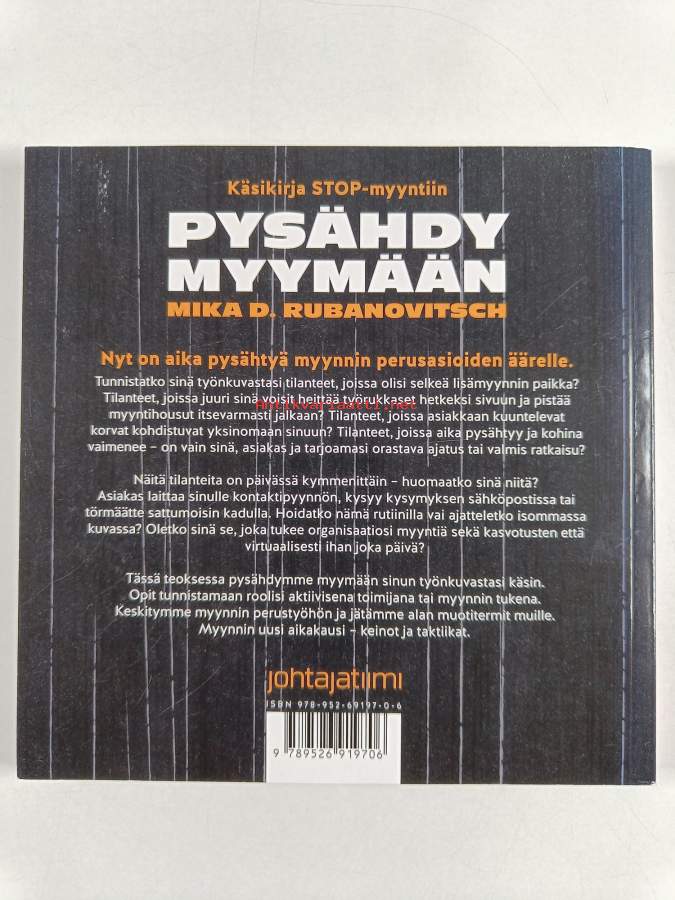 Käsikirja STOP-myyntiin
PYSÄHDY
MYYMÄÄN
MIKA D. RUBANOVITSCH
Nyt on aika pysähtyä myynnin perusasioiden äärelle.
Tunnistatko sinä työnkuvastasi tilanteet, joissa olisi selkeä lisämyynnin paikka?
Tilanteet, joissa juuri sinä voisit heittää työrukkaset hetkeksi sivuun ja pistää
Antikvariaatti.net
myyntihousut itsevarmasti jalkaan? Tilanteet, joissa asiakkaan kuuntelevat
korvat kohdistuvat yksinomaan sinuun? Tilanteet, joissa aika pysähtyy ja kohina
vaimenee – on vain sinä, asiakas ja tarjoamasi orastava ajatus tai valmis ratkaisu?
Näitä tilanteita on päivässä kymmenittäin – huomaatko sinä niitä?
Asiakas laittaa sinulle kontaktipyynnön, kysyy kysymyksen sähköpostissa tai
törmäätte sattumoisin kadulla. Hoidatko nämä rutiinilla vai ajatteletko isommassa
kuvassa? Oletko sinä se, joka tukee organisaatiosi myyntiä sekä kasvotusten että
virtuaalisesti ihan joka päivä?
Tässä teoksessa pysähdymme myymään sinun työnkuvastasi käsin.
Opit tunnistamaan roolisi aktiivisena toimijana tai myynnin tukena.
Keskitymme myynnin perustyöhön ja jätämme alan muotitermit muille.
Myynnin uusi aikakausi – keinot ja taktiikat.
johtajatiimi
ISBN 978-952-69197-0-6
9 789526 919706